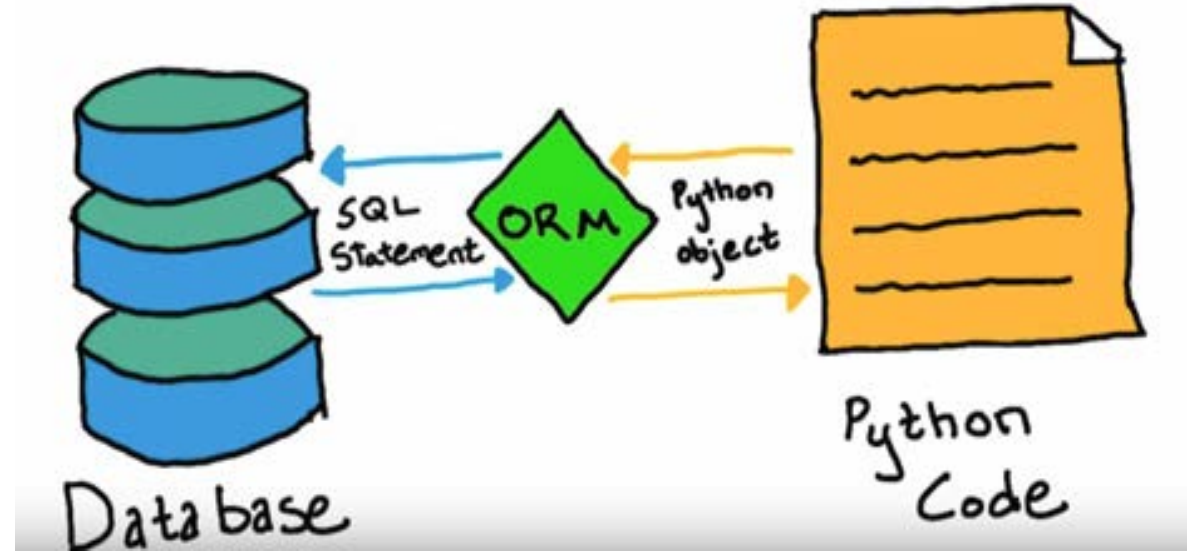 SQL
Statement
ORM
Python
object
Database
Python
Code